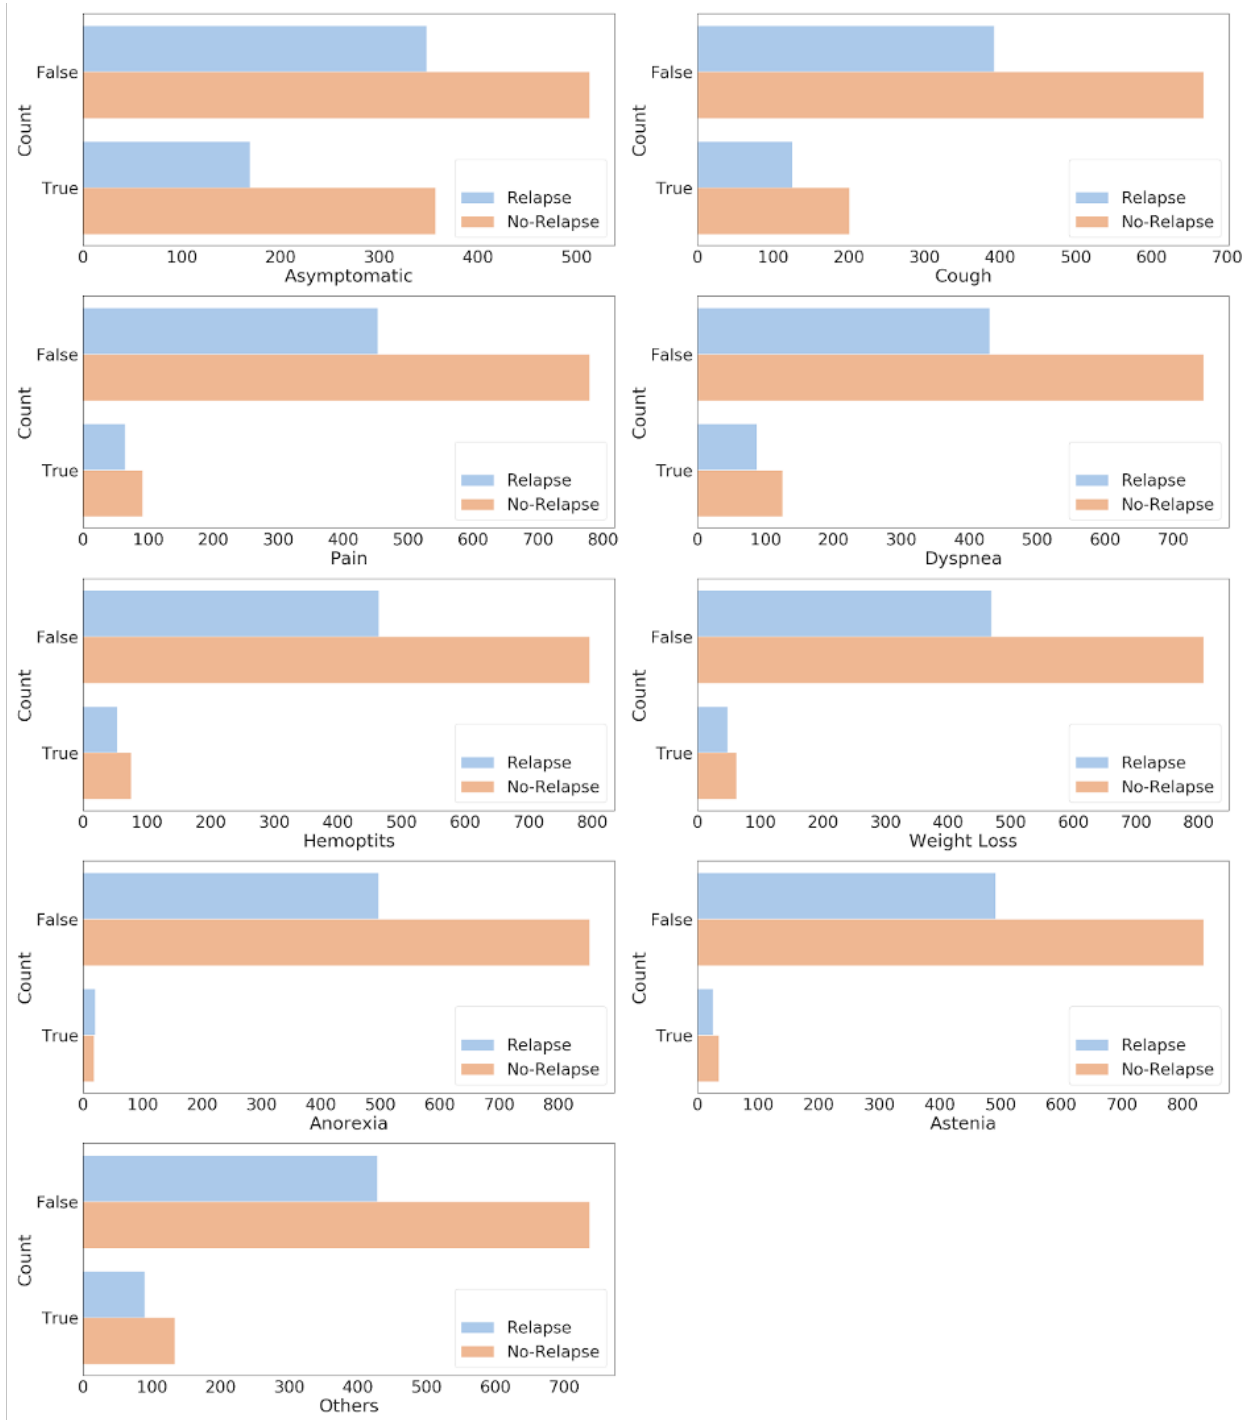 Count
False
True
Relapse
No-Relapse
0 100 200 300 400 500
Asymptomatic
Count
False
True
Relapse
No-Relapse
0 100 200 300 400 500 600 700
Cough
Count
False
True
Relapse
No-Relapse
0 100 200 300 400 500 600 700 800
Pain
Count
False
True
Relapse
No-Relapse
0 100 200 300 400 500 600 700
Dyspnea
Count
False
True
Relapse
No-Relapse
0 100 200 300 400 500 600 700 800
Hemoptits
Count
False
True
Relapse
No-Relapse
0 100 200 300 400 500 600 700 800
Weight Loss
Count
False
True
Relapse
No-Relapse
0 100 200 300 400 500 600 700 800
Anorexia
Count
False
True
Relapse
No-Relapse
0 100 200 300 400 500 600 700 800
Astenia
Count
False
True
Relapse
No-Relapse
0 100 200 300 400 500 600 700
Others